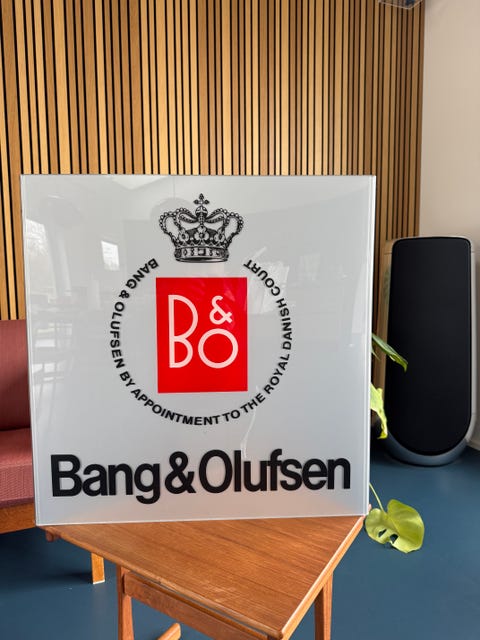 BANG & OLUFSEN BY APPOINTMENT TO THE ROYAL DANISH COURT
B&O
Bang & Olufsen